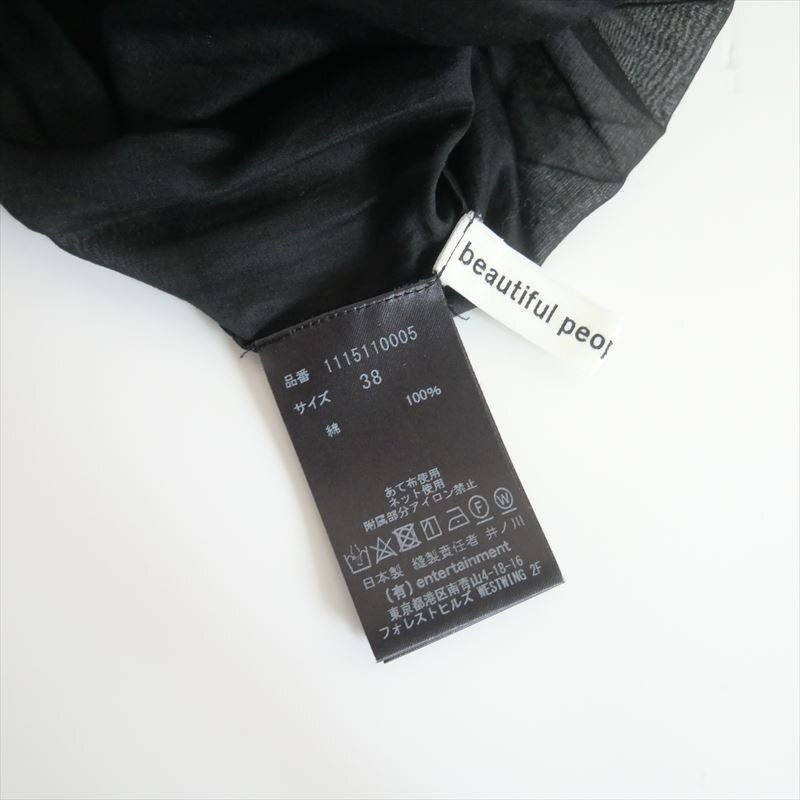 beautiful peop
品番 1115110005
サイズ 38
綿 100%
あて布使用
ネット使用
附属部分アイロン禁止
F W
日本製 縫製責任者 井ノ川
(有) entertainment
東京都港区南青山4-18-16
フォレストヒルズ WESTWING 2F